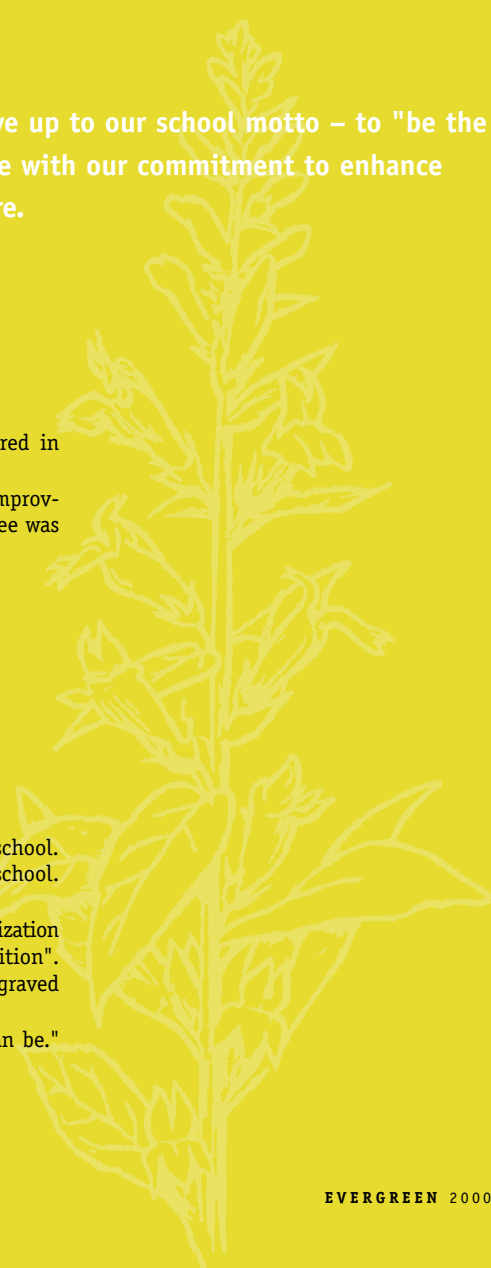 ve up to our school motto – to "be the
e with our commitment to enhance
re.
red in
mprov-
ee was
school.
school.
ization
ition".
graved
n be."
EVERGREEN 2000